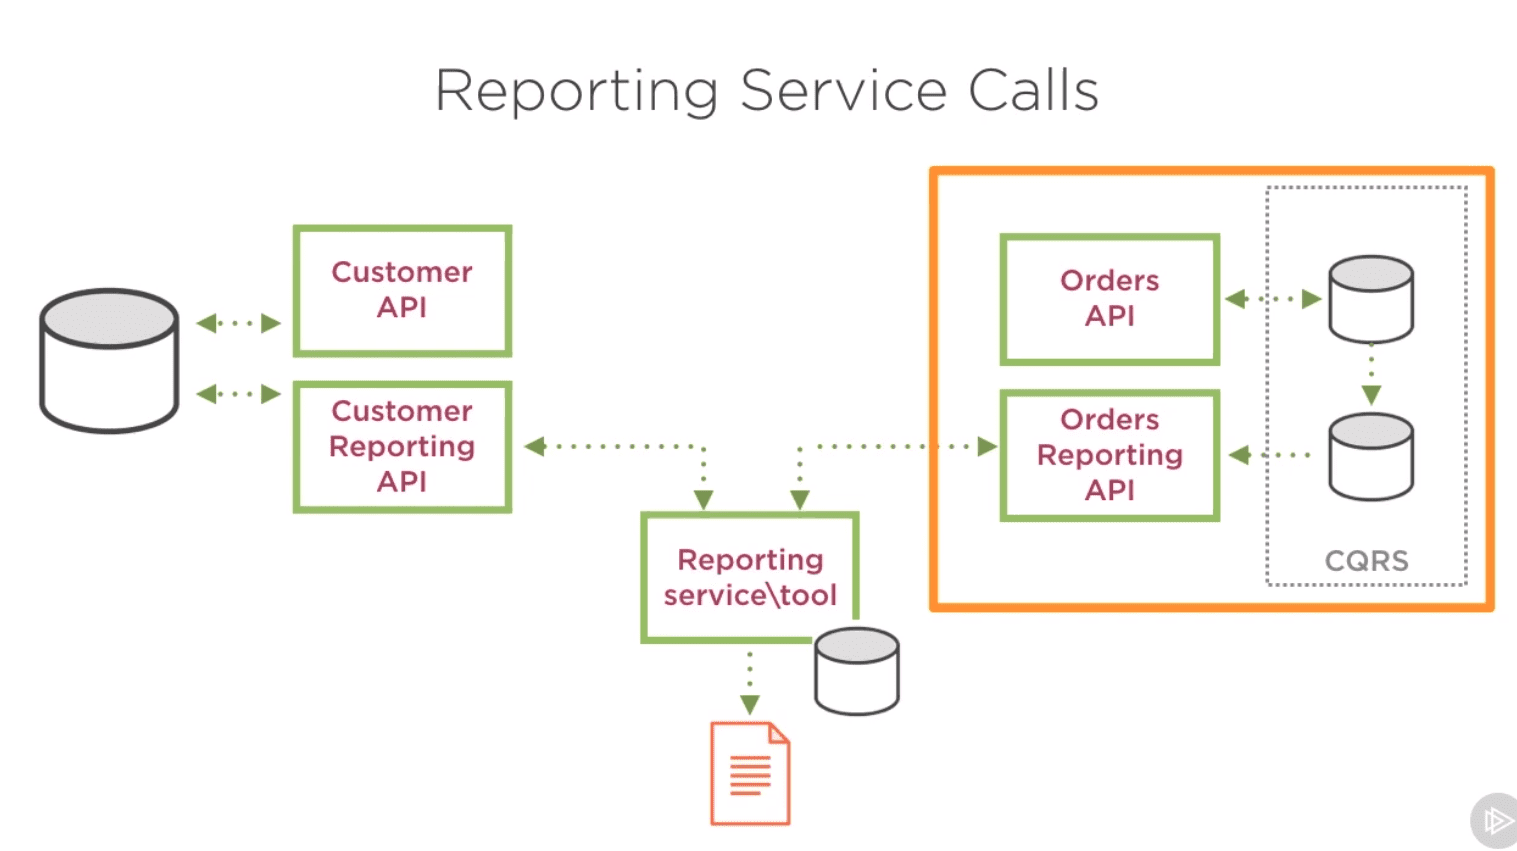 Reporting Service Calls
Customer
API
Customer
Reporting
API
Orders
API
Orders
Reporting
API
CQRS
Reporting
service\tool